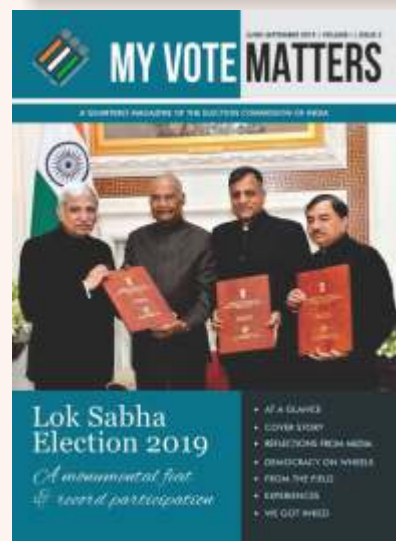 JUNE-SEPTEMBER 2019 | VOLUME I | ISSUE 2
MY VOTE MATTERS
A QUARTERLY MAGAZINE OF THE ELECTION COMMISSION OF INDIA
Lok Sabha
Election 2019
A monumental feat
& record participation
• AT A GLANCE
• COVER STORY
• REFLECTIONS FROM MEDIA
• DEMOCRACY ON WHEELS
• FROM THE FIELD
• EXPERIENCES
• WE GOT INKED